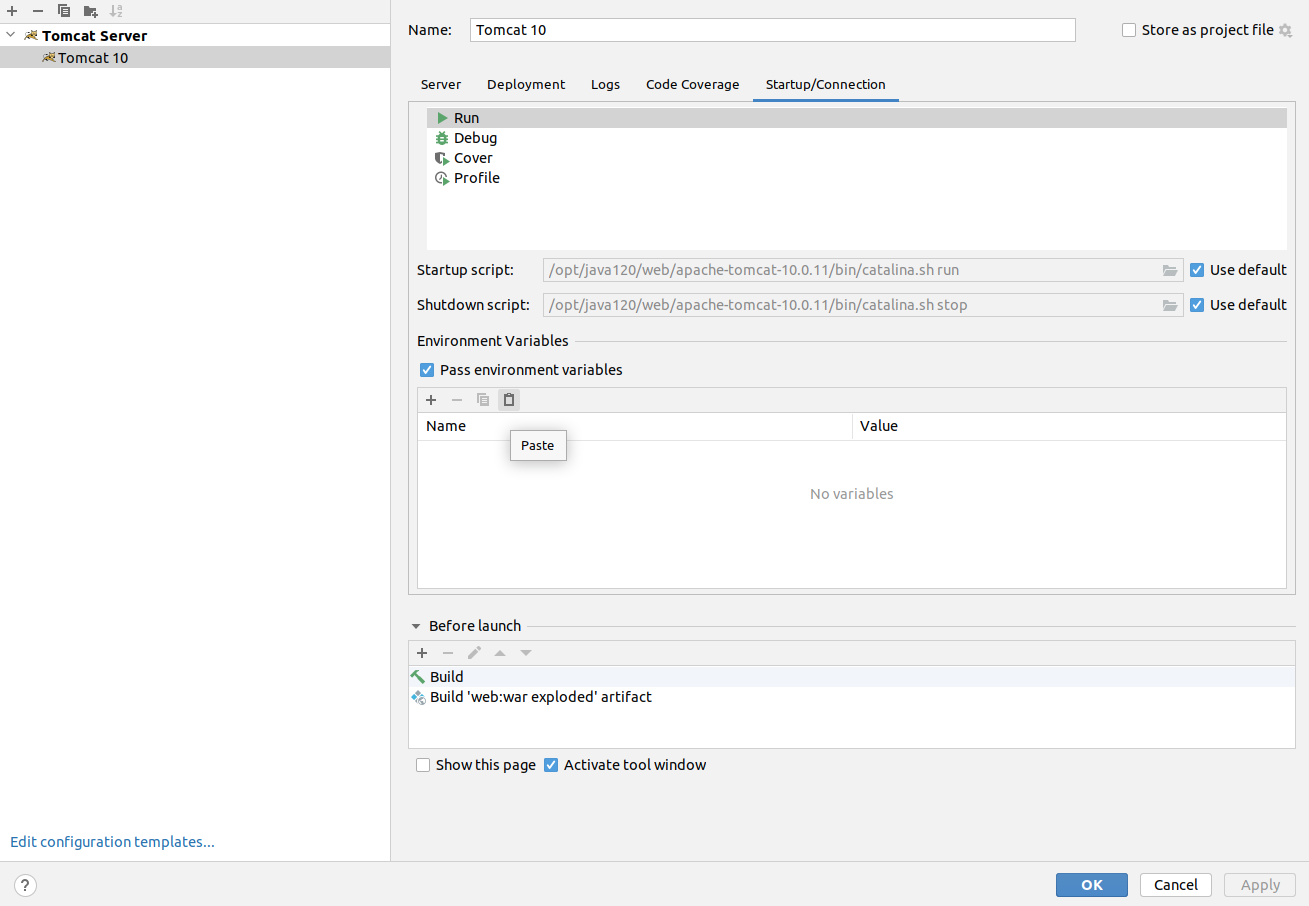 Tomcat Server
Tomcat 10
Edit configuration templates...
Name: Tomcat 10 Store as project file
Server Deployment Logs Code Coverage Startup/Connection
Run
Debug
Cover
Profile
Startup script: /opt/java120/web/apache-tomcat-10.0.11/bin/catalina.sh run Use default
Shutdown script: /opt/java120/web/apache-tomcat-10.0.11/bin/catalina.sh stop Use default
Environment Variables
Pass environment variables
Name Value
Paste
No variables
Before launch
Build
Build 'web:war exploded' artifact
Show this page Activate tool window
? OK Cancel Apply